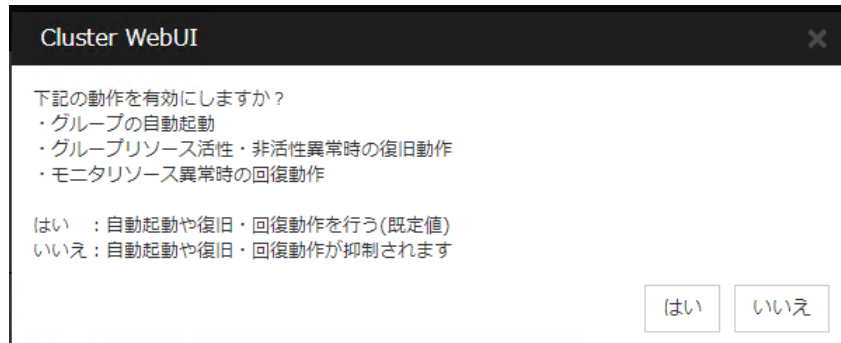 Cluster WebUI
下記の動作を有効にしますか？
・グループの自動起動
・グループリソース活性・非活性異常時の復旧動作
・モニタリソース異常時の回復動作
はい　：自動起動や復旧・回復動作を行う(既定値)
いいえ：自動起動や復旧・回復動作が抑制されます
はい　いいえ